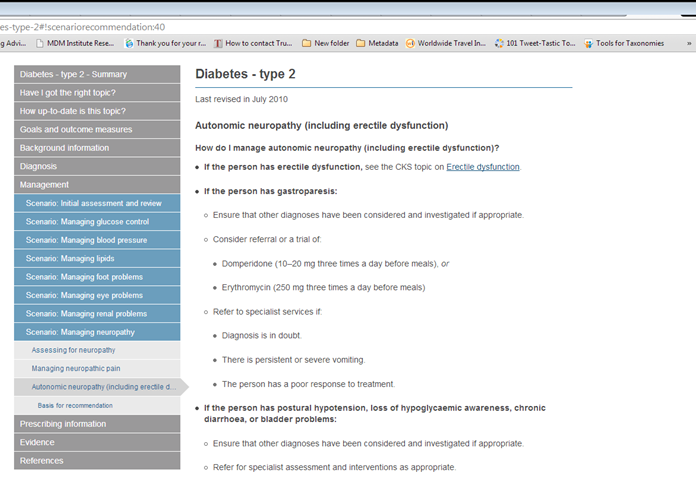 es-type-2#!scenariorecommendation:40
g Advi...
MDM Institute Rese...
Thank you for your r...
How to contact Tru...
New folder
Metadata
Worldwide Travel In...
101 Tweet-Tastic To...
Tools for Taxonomies
»
Diabetes - type 2 - Summary
Have I got the right topic?
How up-to-date is this topic?
Goals and outcome measures
Background information
Diagnosis
Management
Scenario: Initial assessment and review
Scenario: Managing glucose control
Scenario: Managing blood pressure
Scenario: Managing lipids
Scenario: Managing foot problems
Scenario: Managing eye problems
Scenario: Managing renal problems
Scenario: Managing neuropathy
Assessing for neuropathy
Managing neuropathic pain
Autonomic neuropathy (including erectile d...
Basis for recommendation
Prescribing information
Evidence
References
Diabetes - type 2
Last revised in July 2010
Autonomic neuropathy (including erectile dysfunction)
How do I manage autonomic neuropathy (including erectile dysfunction)?
• If the person has erectile dysfunction, see the CKS topic on Erectile dysfunction.
• If the person has gastroparesis:
○ Ensure that other diagnoses have been considered and investigated if appropriate.
○ Consider referral or a trial of:
• Domperidone (10–20 mg three times a day before meals), or
• Erythromycin (250 mg three times a day before meals)
○ Refer to specialist services if:
• Diagnosis is in doubt.
• There is persistent or severe vomiting.
• The person has a poor response to treatment.
• If the person has postural hypotension, loss of hypoglycaemic awareness, chronic
diarrhoea, or bladder problems:
○ Ensure that other diagnoses have been considered and investigated if appropriate.
○ Refer for specialist assessment and interventions as appropriate.